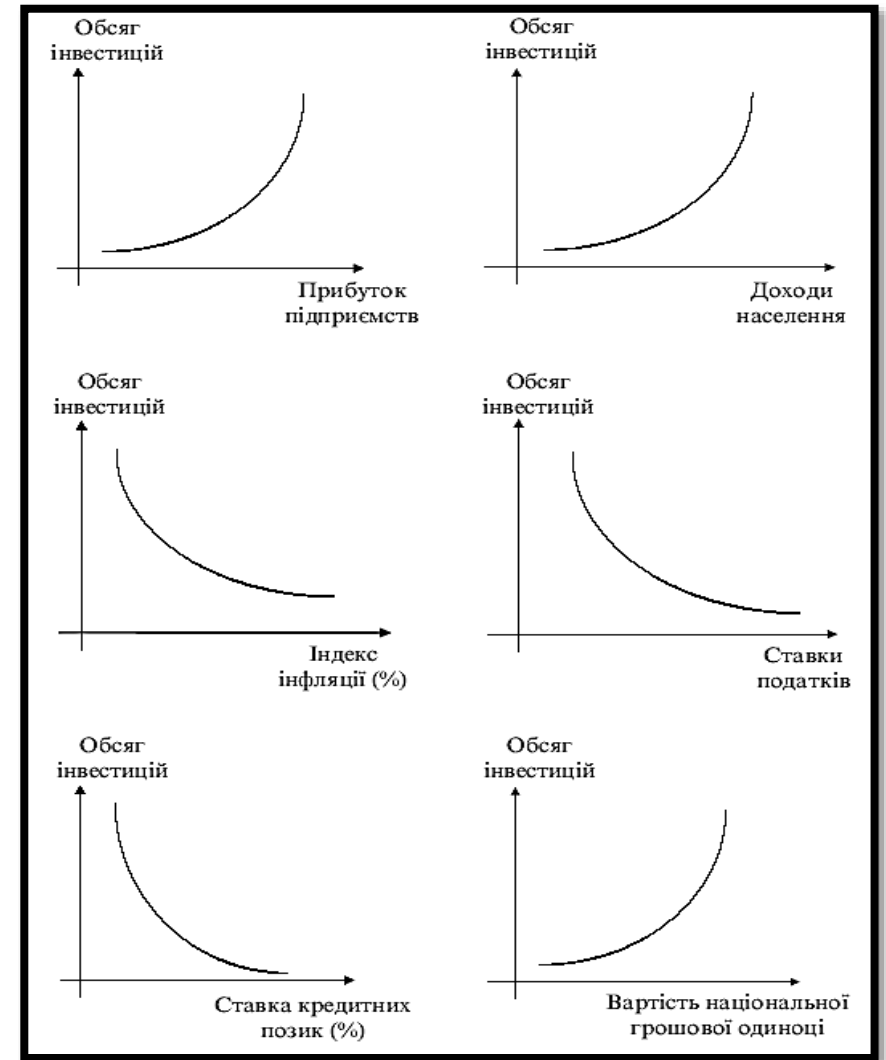 Обсяг
інвестицій
Прибуток
підприємств
Обсяг
інвестицій
Доходи
населення
Обсяг
інвестицій
Індекс
інфляції (%)
Обсяг
інвестицій
Ставки
податків
Обсяг
інвестицій
Ставка кредитних
позик (%)
Обсяг
інвестицій
Вартість національної
грошової одиноці